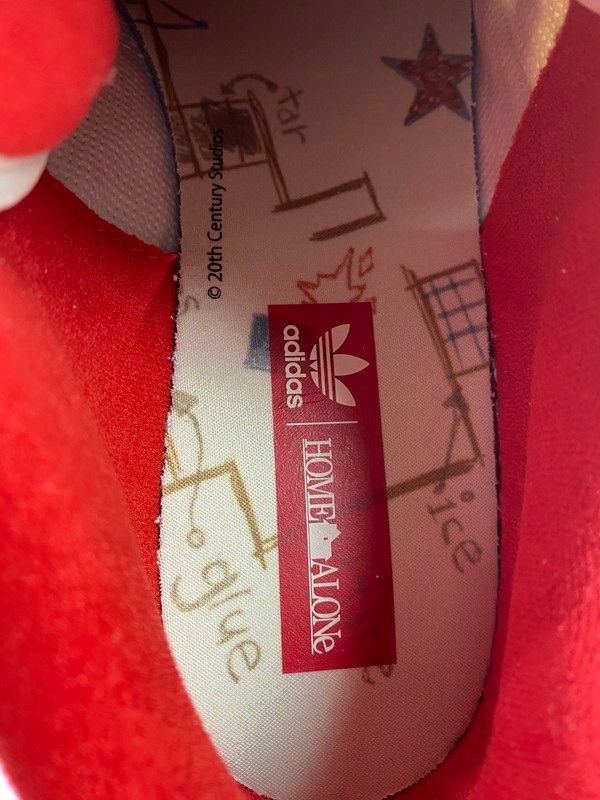 tar
© 20th Century Studios
adidas
HOME ALONe
ice
glue